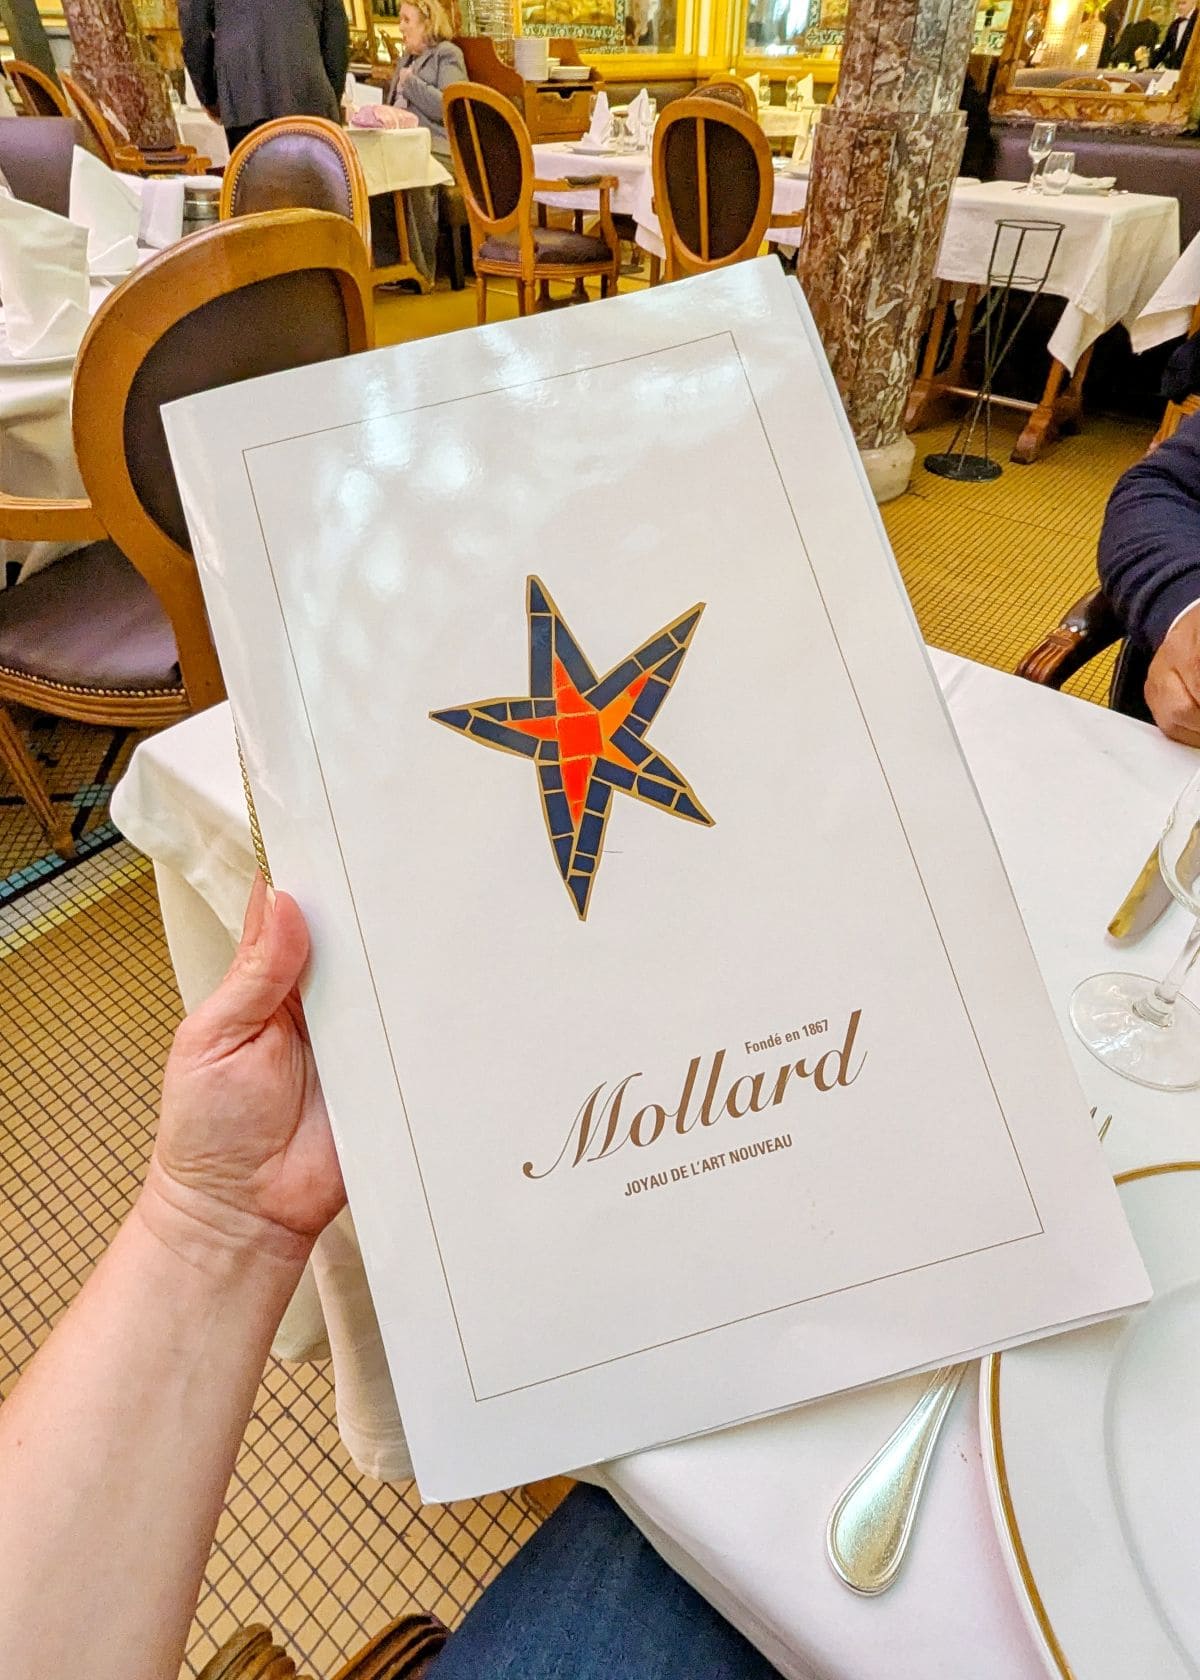 Fondé en 1867
Mollard
JOYAU DE L'ART NOUVEAU